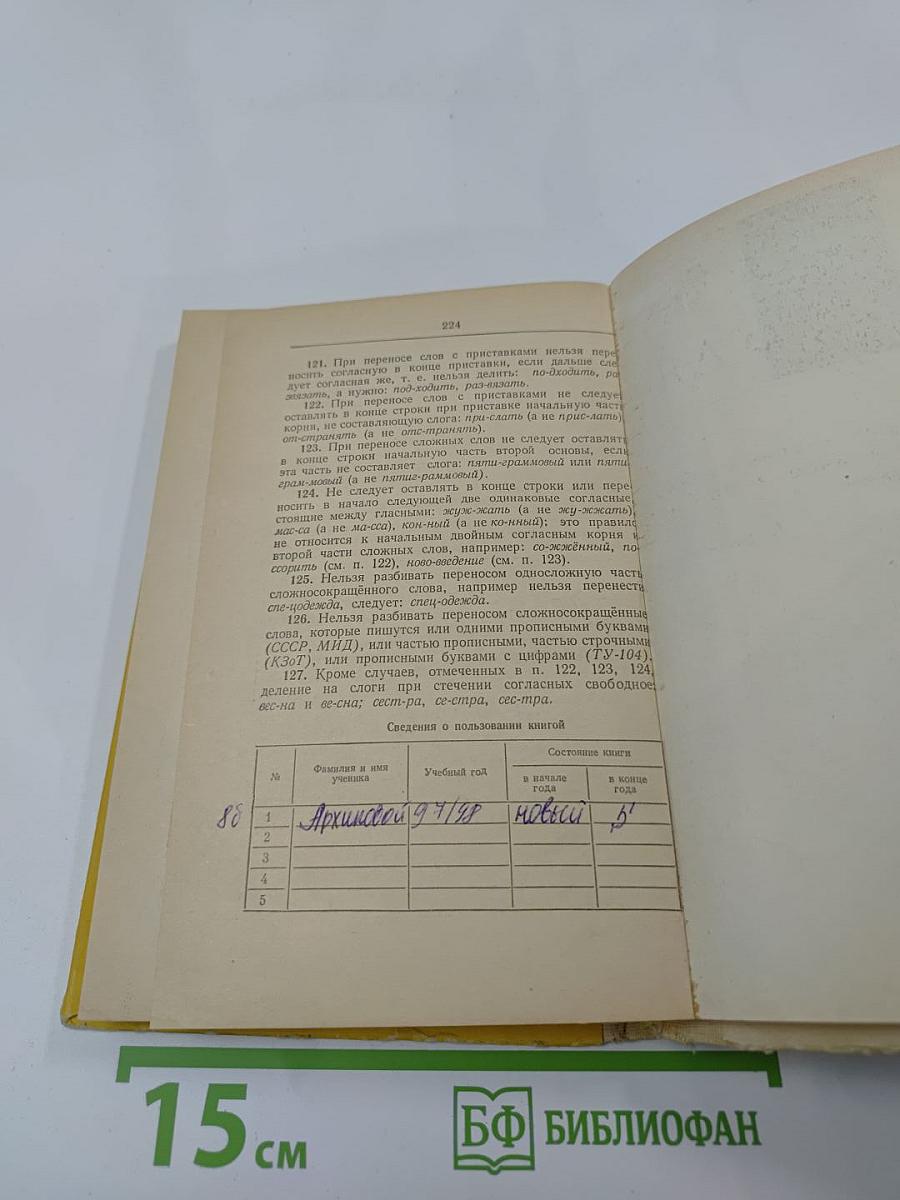 224
121. При переносе слов с приставками нельзя пере
носить согласную в конце приставки, если дальше сле
дует согласная же, т. е. нельзя делить: по-дходить, ра
звязать, а нужно: под-ходить, раз-вязать.
122. При переносе слов с приставками не следует
оставлять в конце строки при приставке начальную часть
корня, не составляющую слога: при-слать (а не прис-лать),
от-странять (а не отс-транять).
123. При переносе сложных слов не следует оставлять
в конце строки начальную часть второй основы, если
эта часть не составляет слога: пяти-граммовый или пяти
грам-мовый (а не пятиг-раммовый).
124. Не следует оставлять в конце строки или пере
носить в начало следующей две одинаковые согласные,
стоящие между гласными: жуж-жать (а не жу-жжать),
мас-са (а не ма-сса), кон-ный (а не ко-нный); это правило
не относится к начальным двойным согласным корня и
второй части сложных слов, например: со-жжённый, по-
ссорить (см. п. 122), ново-введение (см. п. 123).
125. Нельзя разбивать переносом односложную часть
сложносокращённого слова, например нельзя перенести
спе-цодежда, следует: спец-одежда.
126. Нельзя разбивать переносом сложносокращённые
слова, которые пишутся или одними прописными буквами
(СССР, МИД), или частью прописными, частью строчными
(КЗоТ), или прописными буквами с цифрами (ТУ-104).
127. Кроме случаев, отмеченных в п. 122, 123, 124,
деление на слоги при стечении согласных свободное:
вес-на и ве-сна; сест-ра, се-стра, сес-тра.
Сведения о пользовании книгой
№ Фамилия и имя ученика Учебный год Состояние книги
в начале года в конце года
8б 1 Архиповой 97/98 новый "5"
2
3
4
5
15 см БФ БИБЛИОФАН